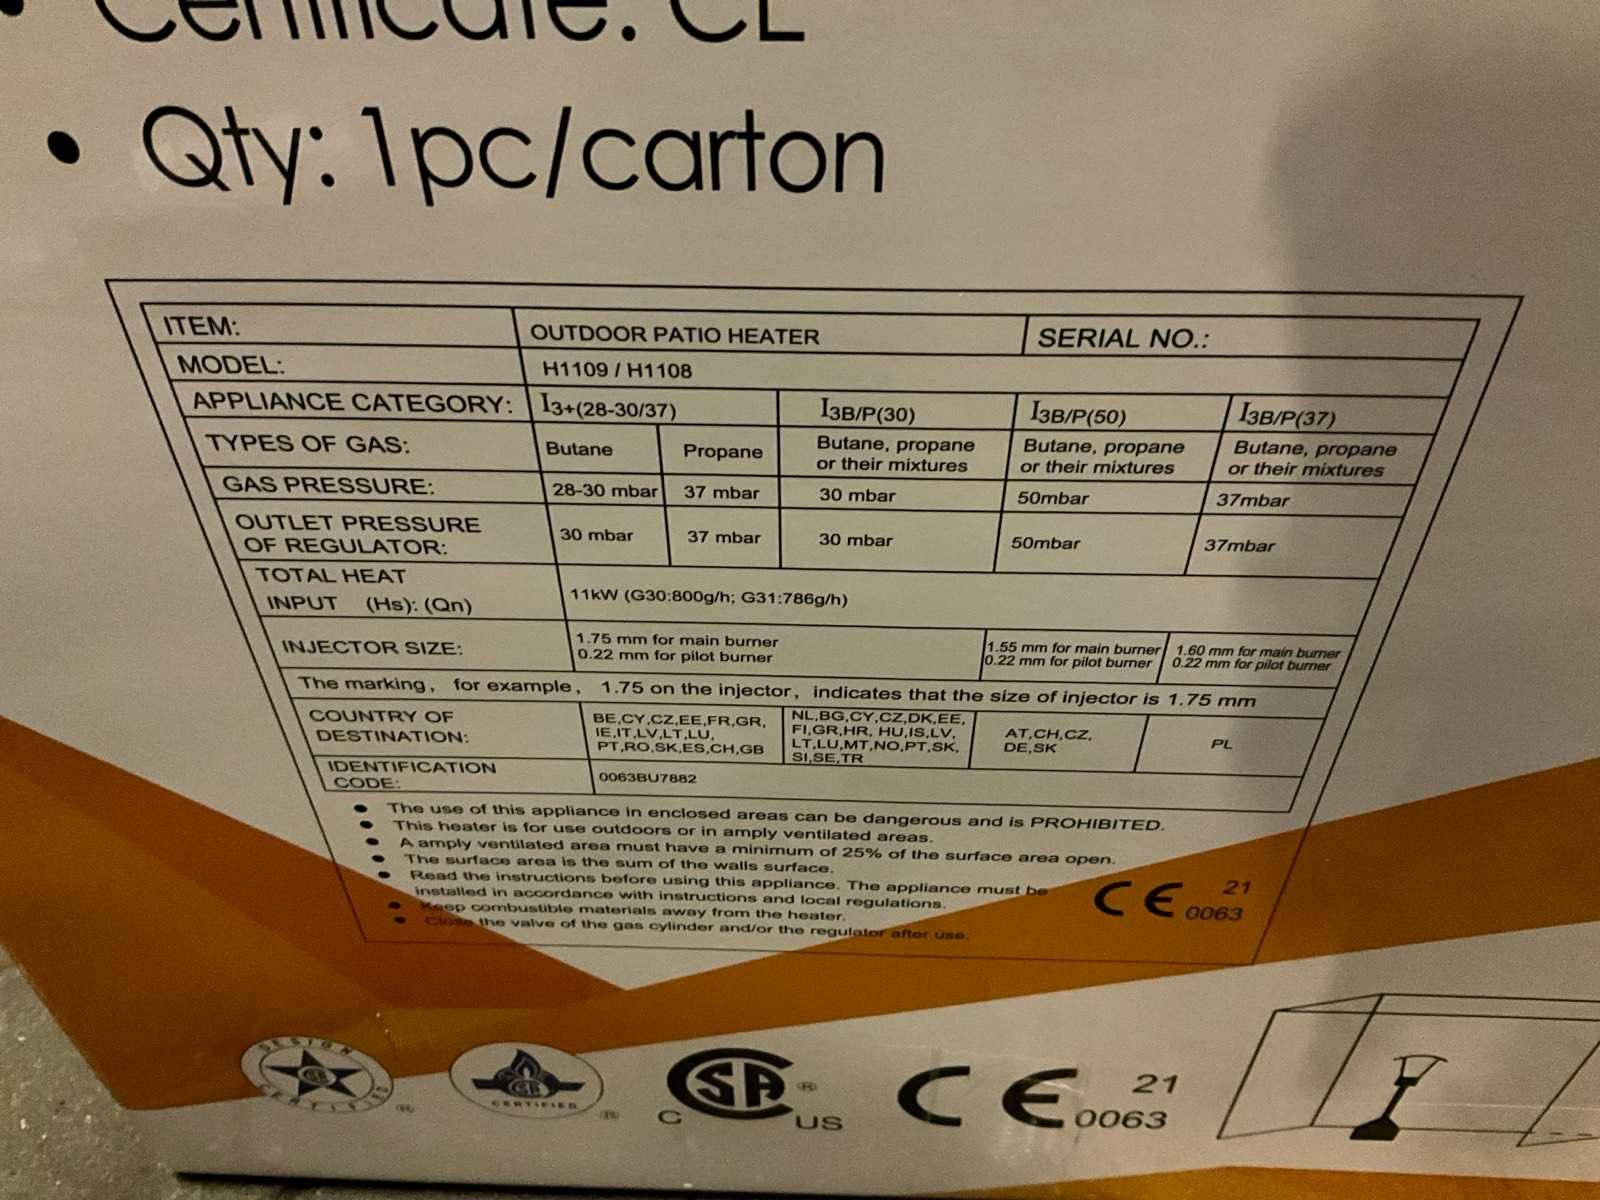 Certificate: CE
• Qty: 1pc/carton
ITEM: OUTDOOR PATIO HEATER SERIAL NO.:
MODEL: H1109 / H1108
APPLIANCE CATEGORY: I3+(28-30/37) I3B/P(30) I3B/P(50) I3B/P(37)
TYPES OF GAS: Butane Propane Butane, propane or their mixtures Butane, propane or their mixtures Butane, propane or their mixtures
GAS PRESSURE: 28-30 mbar 37 mbar 30 mbar 50mbar 37mbar
OUTLET PRESSURE OF REGULATOR: 30 mbar 37 mbar 30 mbar 50mbar 37mbar
TOTAL HEAT
INPUT (Hs): (Qn) 11kW (G30:800g/h; G31:786g/h)
INJECTOR SIZE: 1.75 mm for main burner 0.22 mm for pilot burner 1.55 mm for main burner 0.22 mm for pilot burner 1.60 mm for main burner 0.22 mm for pilot burner
The marking, for example, 1.75 on the injector, indicates that the size of injector is 1.75 mm
COUNTRY OF DESTINATION: BE,CY,CZ,EE,FR,GR, IE,IT,LV,LT,LU, PT,RO,SK,ES,CH,GB NL,BG,CY,CZ,DK,EE, FI,GR,HR, HU,IS,LV, LT,LU,MT,NO,PT,SK, SI,SE,TR AT,CH,CZ, DE,SK PL
IDENTIFICATION CODE: 0063BU7882
• The use of this appliance in enclosed areas can be dangerous and is PROHIBITED.
• This heater is for use outdoors or in amply ventilated areas.
• A amply ventilated area must have a minimum of 25% of the surface area open.
• The surface area is the sum of the walls surface.
• Read the instructions before using this appliance. The appliance must be
installed in accordance with instructions and local regulations.
• Keep combustible materials away from the heater.
• Close the valve of the gas cylinder and/or the regulator after use.
CE 21
0063
DESIGN CERTIFIED ®
CERTIFIED ®
C SA ® C US
CE 21
0063